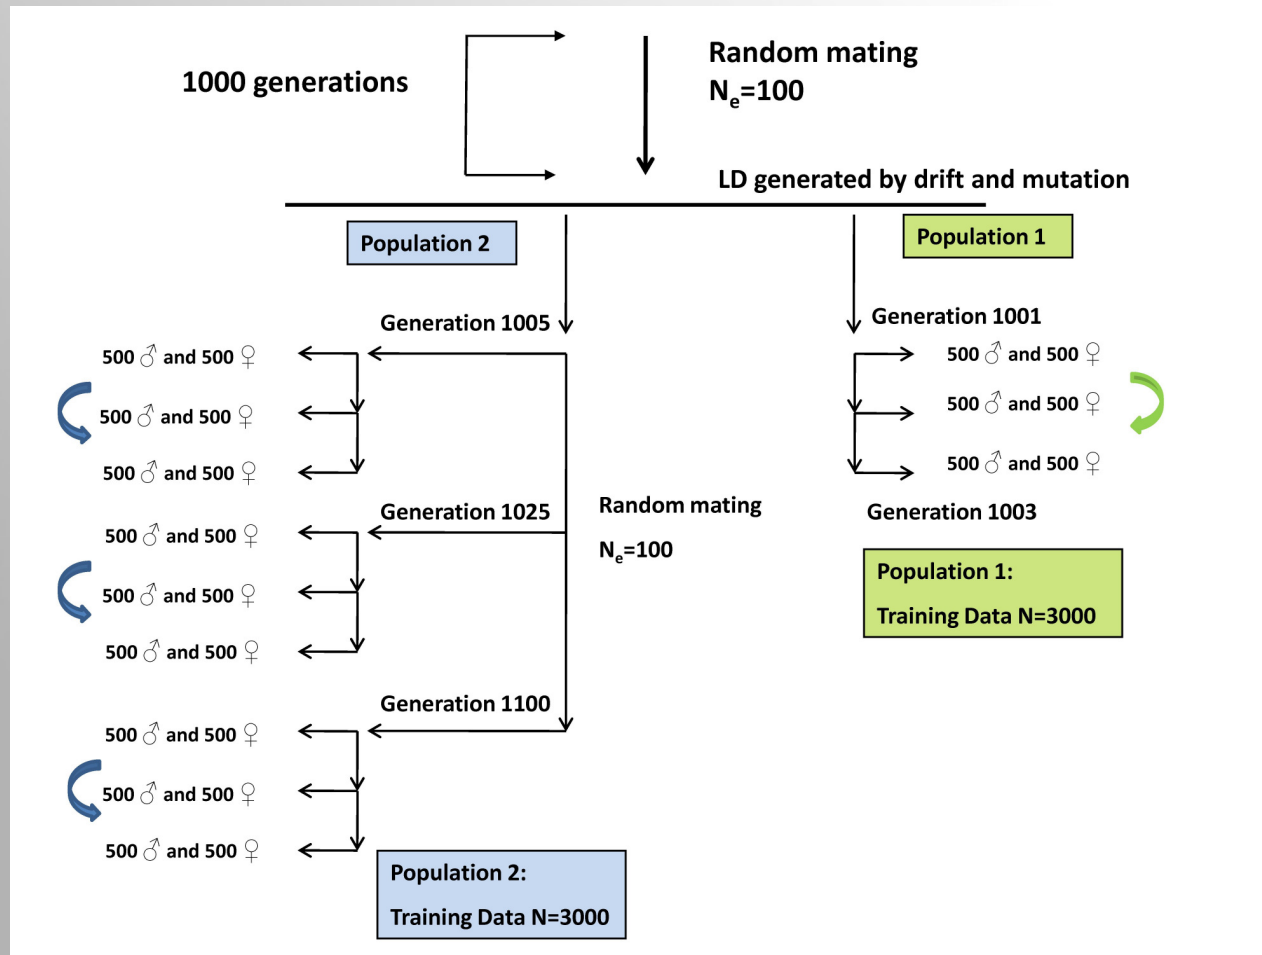 1000 generations
Random mating
Ne=100
LD generated by drift and mutation
Population 2
Population 1
Generation 1005
500 ♂ and 500 ♀
500 ♂ and 500 ♀
500 ♂ and 500 ♀
Generation 1025
500 ♂ and 500 ♀
500 ♂ and 500 ♀
500 ♂ and 500 ♀
Generation 1100
500 ♂ and 500 ♀
500 ♂ and 500 ♀
500 ♂ and 500 ♀
Population 2:
Training Data N=3000
Random mating
Ne=100
Generation 1001
500 ♂ and 500 ♀
500 ♂ and 500 ♀
500 ♂ and 500 ♀
Generation 1003
Population 1:
Training Data N=3000